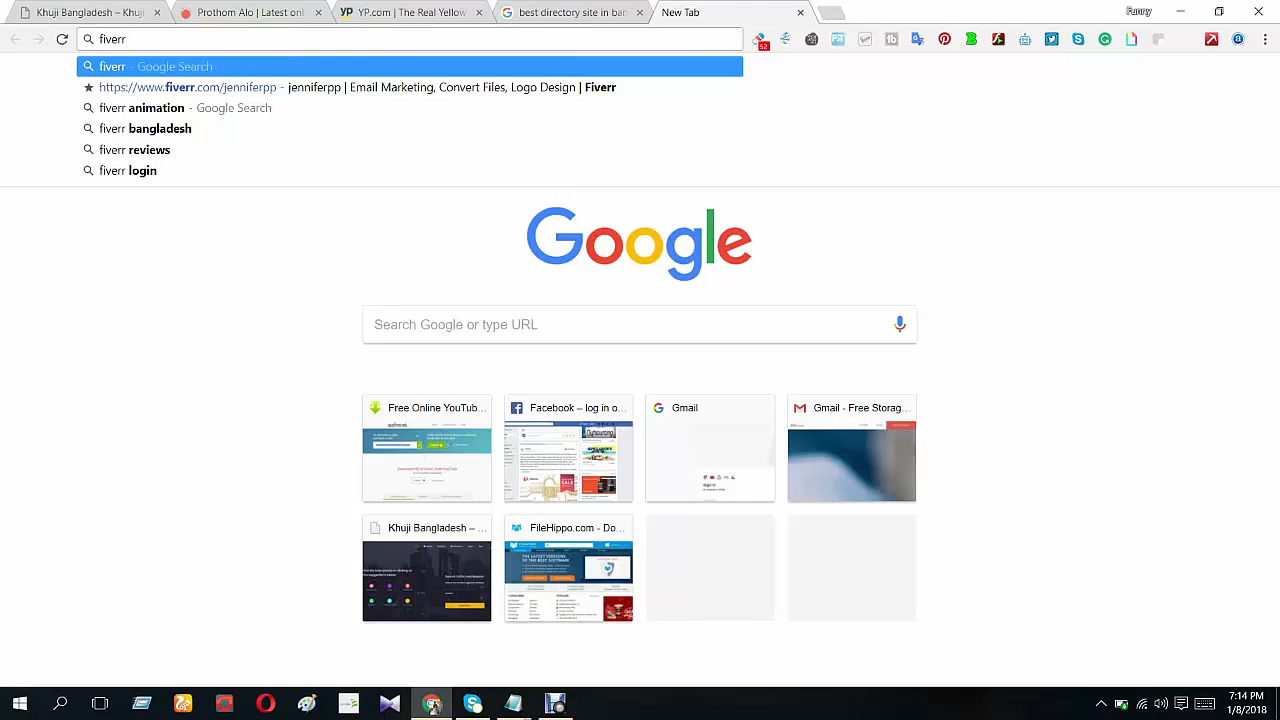 Khuji Bangladesh – Khuji
Prothom Alo | Latest onli
YP.com | The Real Yellow
best directory site in ban
New Tab
Funny
fiverr
52
fiverr - Google Search
https://www.fiverr.com/jenniferpp - jenniferpp | Email Marketing, Convert Files, Logo Design | Fiverr
fiverr animation - Google Search
fiverr bangladesh
fiverr reviews
fiverr login
Google
Search Google or type URL
Free Online YouTub...
Facebook – log in o...
Gmail
Gmail - Free Storag...
Khuji Bangladesh – ...
FileHippo.com - Do...
7:14 PM
1/8/2018